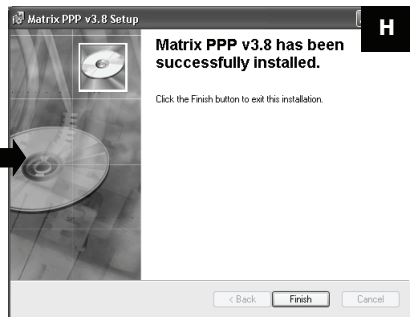 Matrix PPP v3.8 Setup
H
Matrix PPP v3.8 has been
successfully installed.
Click the Finish button to exit this installation.
< Back
Finish
Cancel